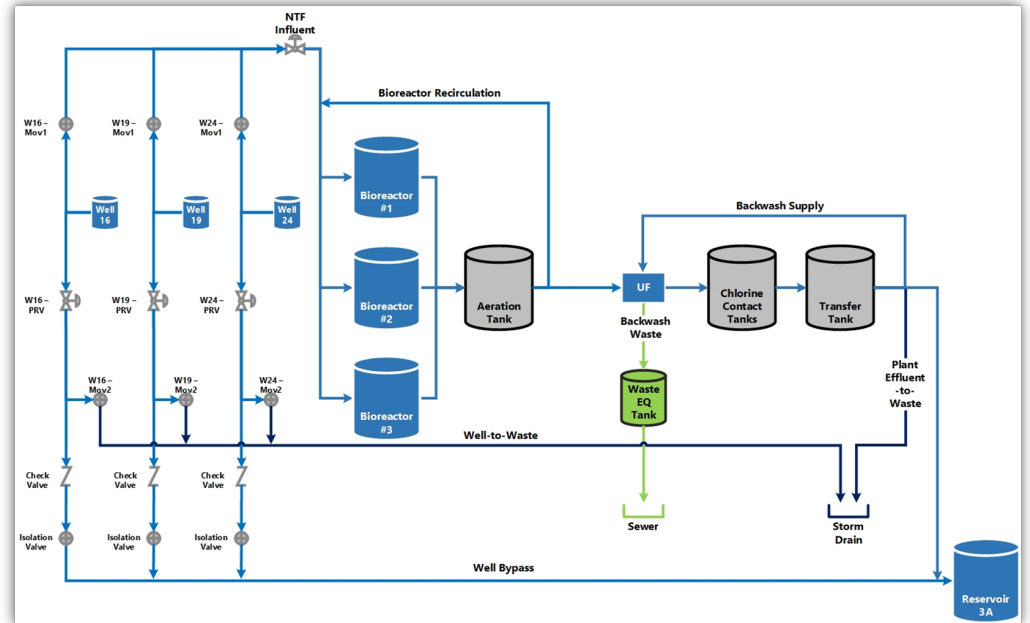 NTF
Influent
Bioreactor Recirculation
W16 –
Mov1
W19 –
Mov1
W24 –
Mov1
Well
16
Well
19
Well
24
Bioreactor
#1
Backwash Supply
W16 –
PRV
W19 –
PRV
W24 –
PRV
Bioreactor
#2
Aeration
Tank
UF
Chlorine
Contact
Tanks
Transfer
Tank
Backwash
Waste
W16 –
Mov2
W19 –
Mov2
W24 –
Mov2
Bioreactor
#3
Waste
EQ
Tank
Plant
Effluent
-to-
Waste
Well-to-Waste
Check
Valve
Check
Valve
Check
Valve
Sewer
Storm
Drain
Isolation
Valve
Isolation
Valve
Isolation
Valve
Well Bypass
Reservoir
3A